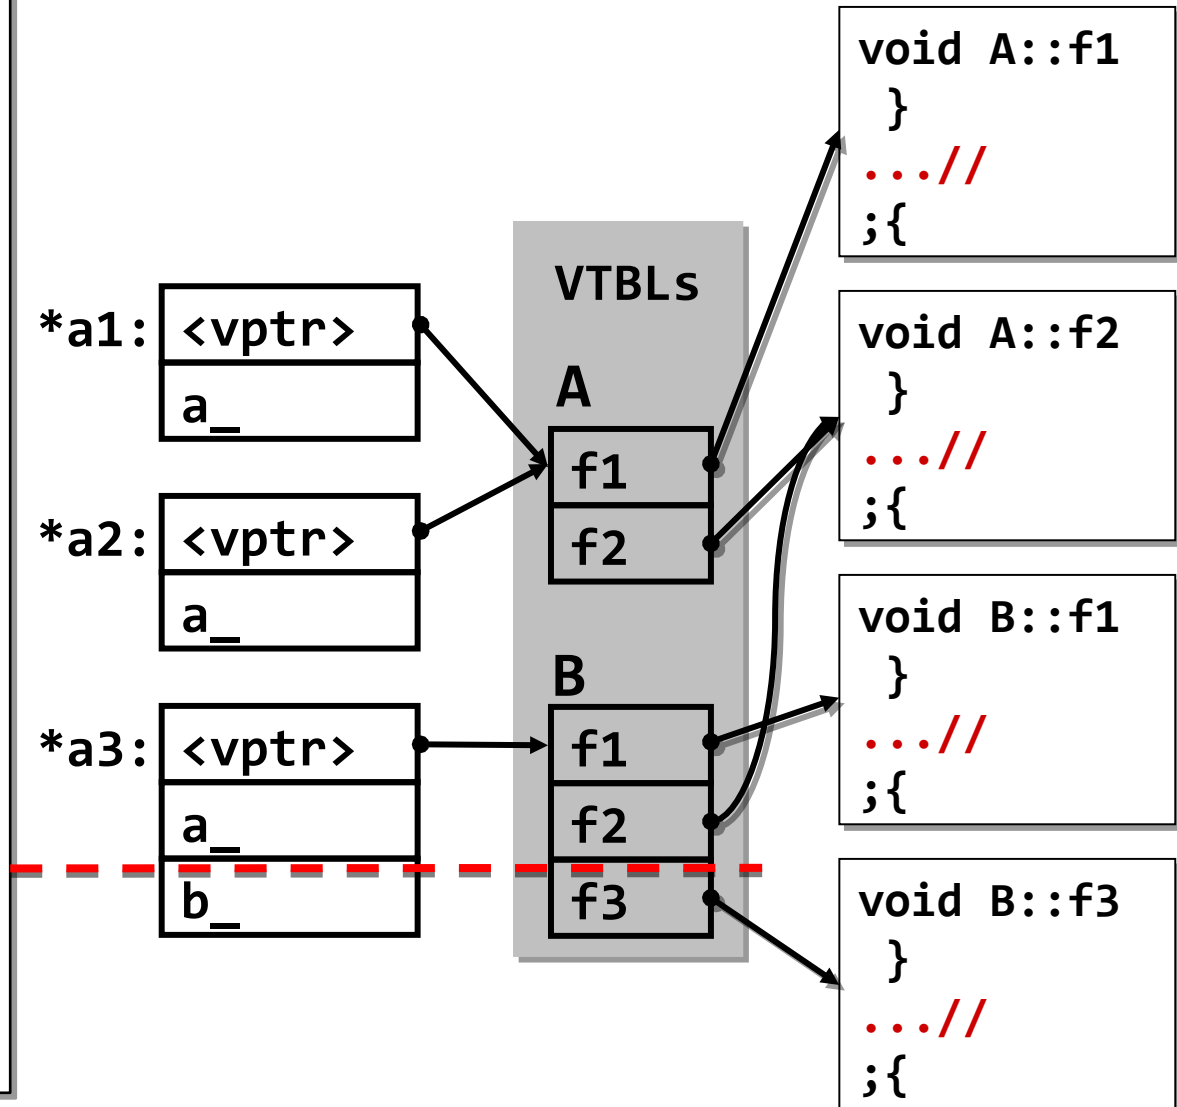 *a1:
<vptr>
a_
*a2:
<vptr>
a_
*a3:
<vptr>
a_
b_
VTBLs
A
f1
f2
B
f1
f2
f3
void A::f1
}
...//
;{
void A::f2
}
...//
;{
void B::f1
}
...//
;{
void B::f3
}
...//
;{